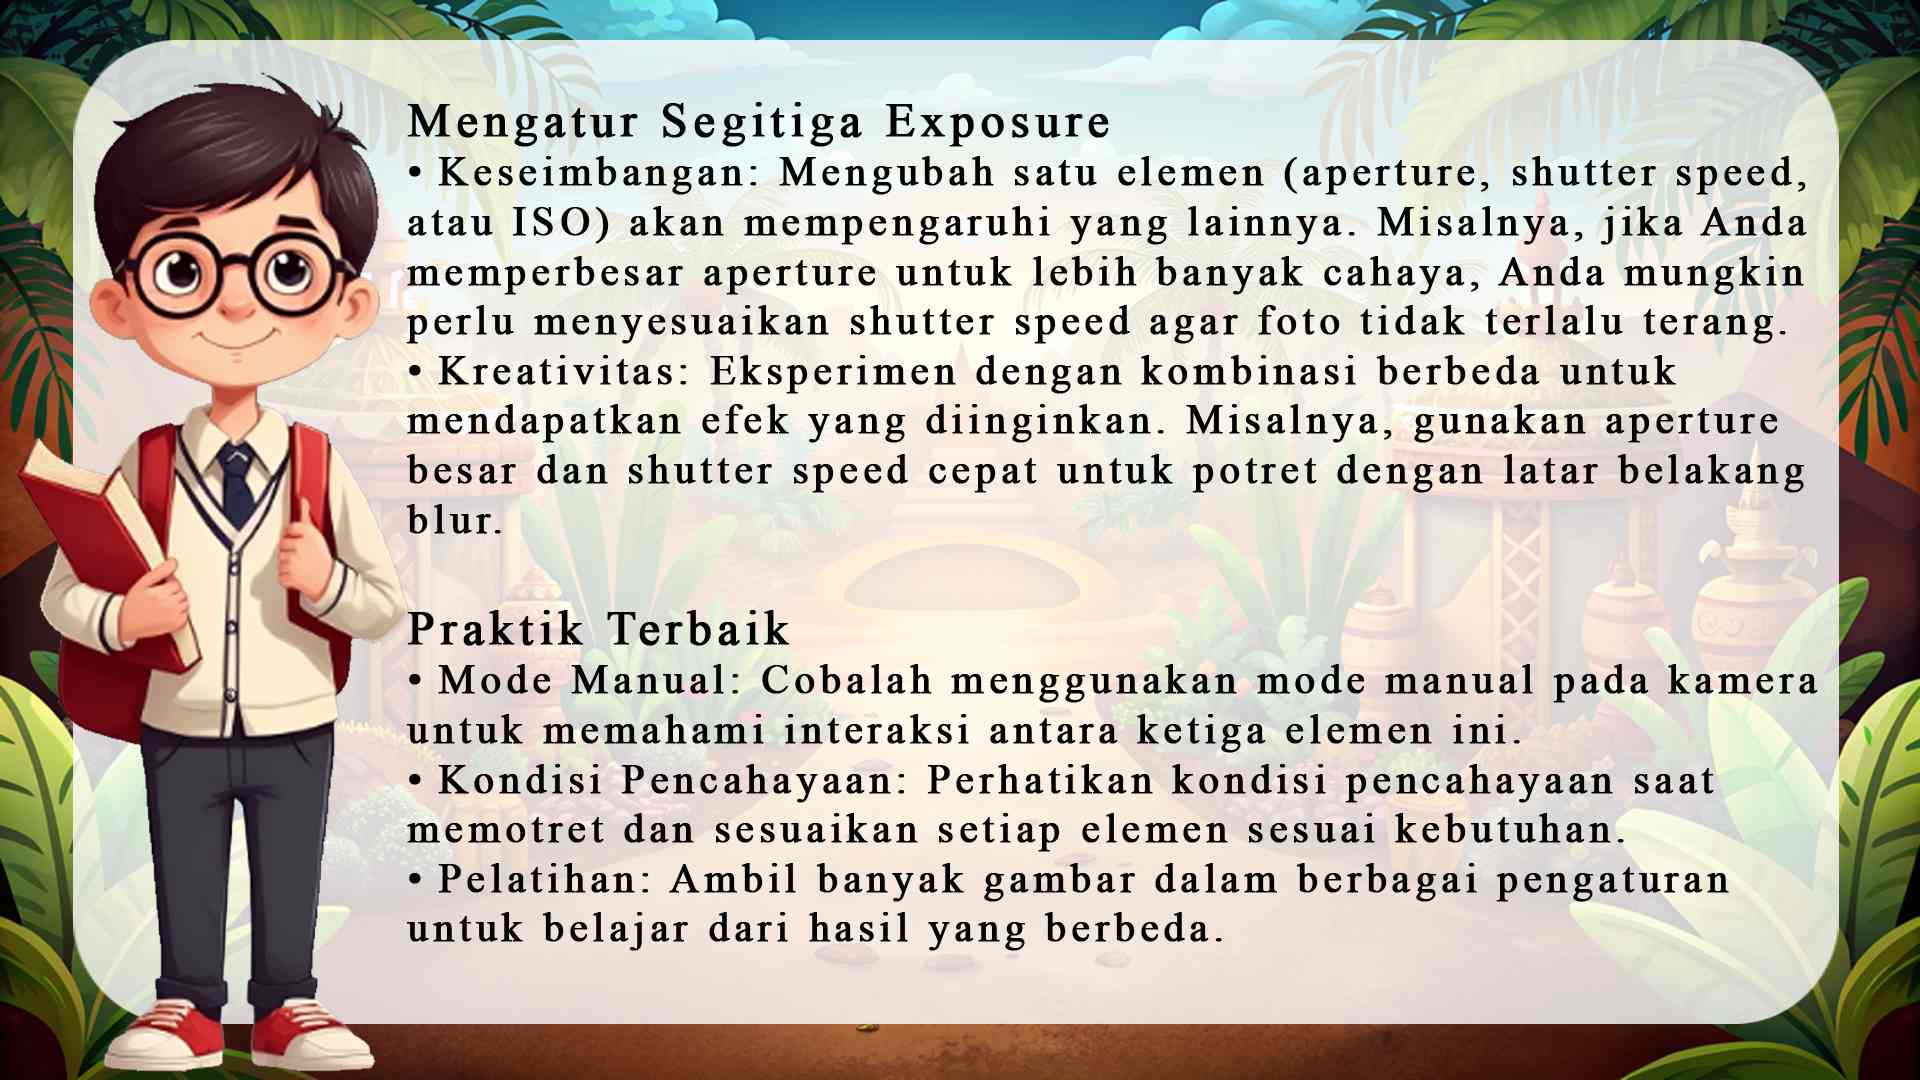 Mengatur Segitiga Exposure
• Keseimbangan: Mengubah satu elemen (aperture, shutter speed,
atau ISO) akan mempengaruhi yang lainnya. Misalnya, jika Anda
memperbesar aperture untuk lebih banyak cahaya, Anda mungkin
perlu menyesuaikan shutter speed agar foto tidak terlalu terang.
• Kreativitas: Eksperimen dengan kombinasi berbeda untuk
mendapatkan efek yang diinginkan. Misalnya, gunakan aperture
besar dan shutter speed cepat untuk potret dengan latar belakang
blur.
Praktik Terbaik
• Mode Manual: Cobalah menggunakan mode manual pada kamera
untuk memahami interaksi antara ketiga elemen ini.
• Kondisi Pencahayaan: Perhatikan kondisi pencahayaan saat
memotret dan sesuaikan setiap elemen sesuai kebutuhan.
• Pelatihan: Ambil banyak gambar dalam berbagai pengaturan
untuk belajar dari hasil yang berbeda.